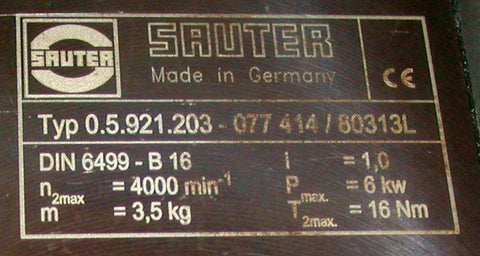 SAUTER
SAUTER
Made in Germany
CE
Typ 0.5.921.203 - 077 414 / 80313L
DIN 6499 - B 16 i = 1,0
n2max = 4000 min-1 Pmax. = 6 kw
m = 3,5 kg T2max. = 16 Nm